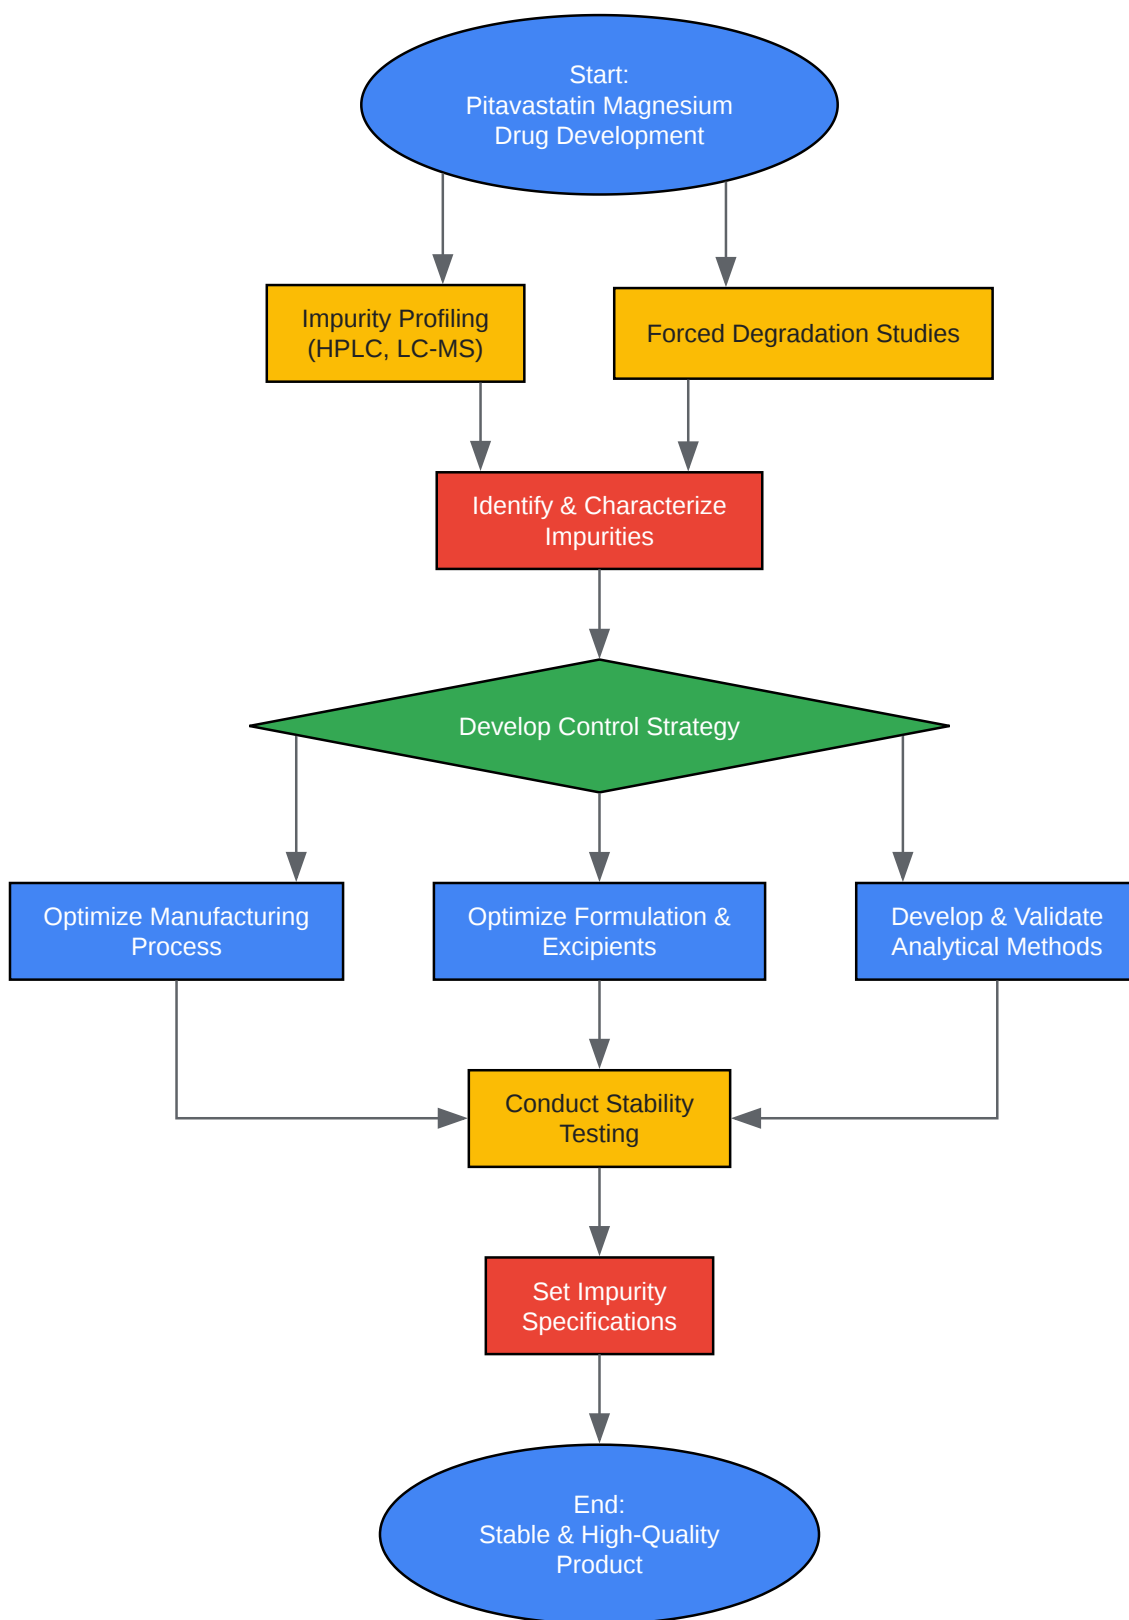 Start:
Pitavastatin Magnesium
Drug Development
Impurity Profiling
(HPLC, LC-MS)
Forced Degradation Studies
Identify & Characterize
Impurities
Develop Control Strategy
Optimize Manufacturing
Process
Optimize Formulation &
Excipients
Develop & Validate
Analytical Methods
Conduct Stability
Testing
Set Impurity
Specifications
End:
Stable & High-Quality
Product